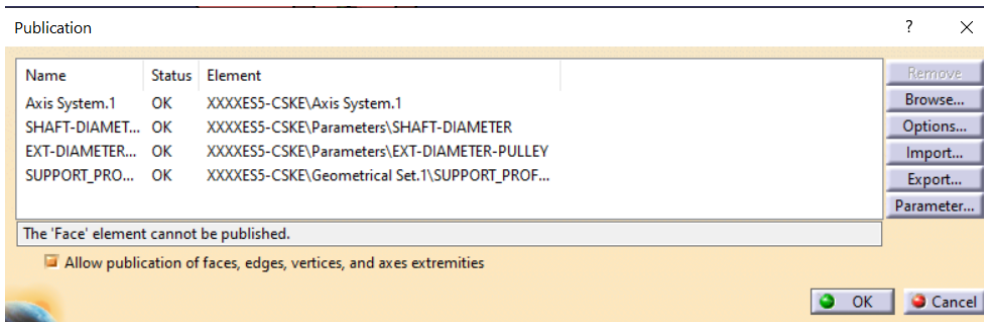 Publication ? ×
Name Status Element
Remove
Axis System.1 OK XXXXES5-CSKE\Axis System.1
Browse...
SHAFT-DIAMET... OK XXXXES5-CSKE\Parameters\SHAFT-DIAMETER
Options...
EXT-DIAMETER... OK XXXXES5-CSKE\Parameters\EXT-DIAMETER-PULLEY
Import...
SUPPORT_PRO... OK XXXXES5-CSKE\Geometrical Set.1\SUPPORT_PROF...
Export...
Parameter...
The 'Face' element cannot be published.
Allow publication of faces, edges, vertices, and axes extremities
OK Cancel